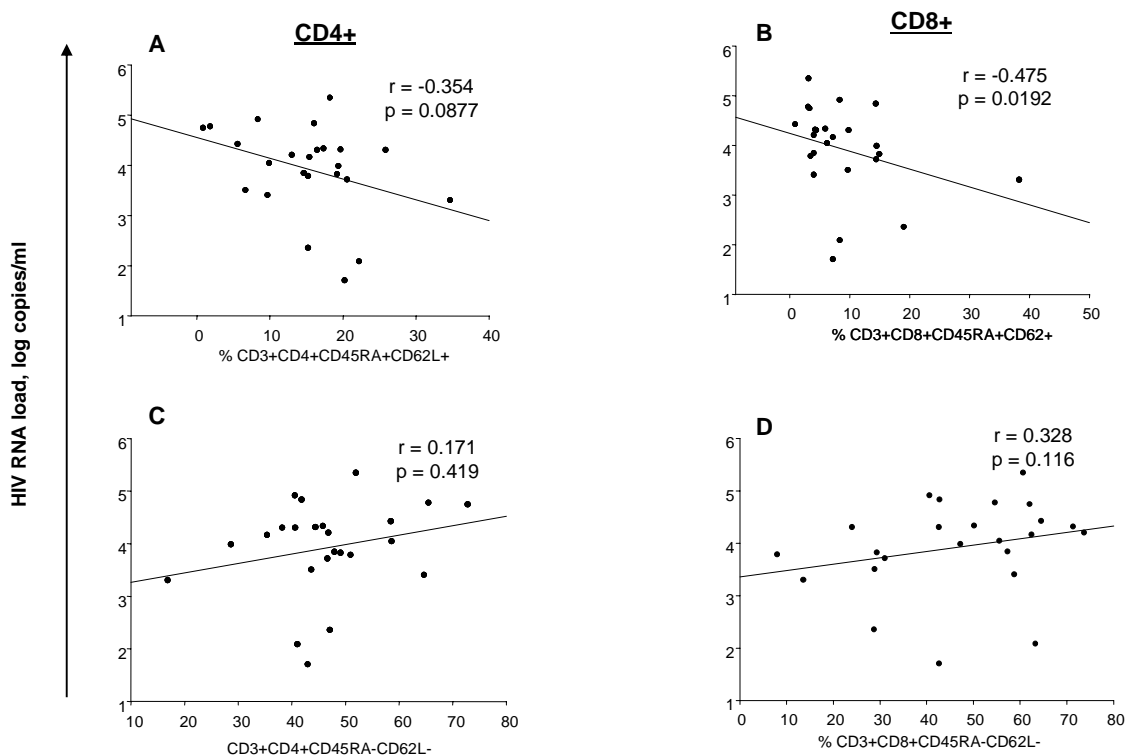 CD4+
CD8+
HIV RNA load, log copies/ml
A
r = -0.354
p = 0.0877
6
5
4
3
2
1
0
10
20
30
40
% CD3+CD4+CD45RA+CD62L+
B
r = -0.475
p = 0.0192
6
5
4
3
2
1
0
10
20
30
40
50
% CD3+CD8+CD45RA+CD62+
C
r = 0.171
p = 0.419
6
5
4
3
2
1
10
20
30
40
50
60
70
80
CD3+CD4+CD45RA-CD62L-
D
r = 0.328
p = 0.116
6
5
4
3
2
1
0
10
20
30
40
50
60
70
80
% CD3+CD8+CD45RA-CD62L-